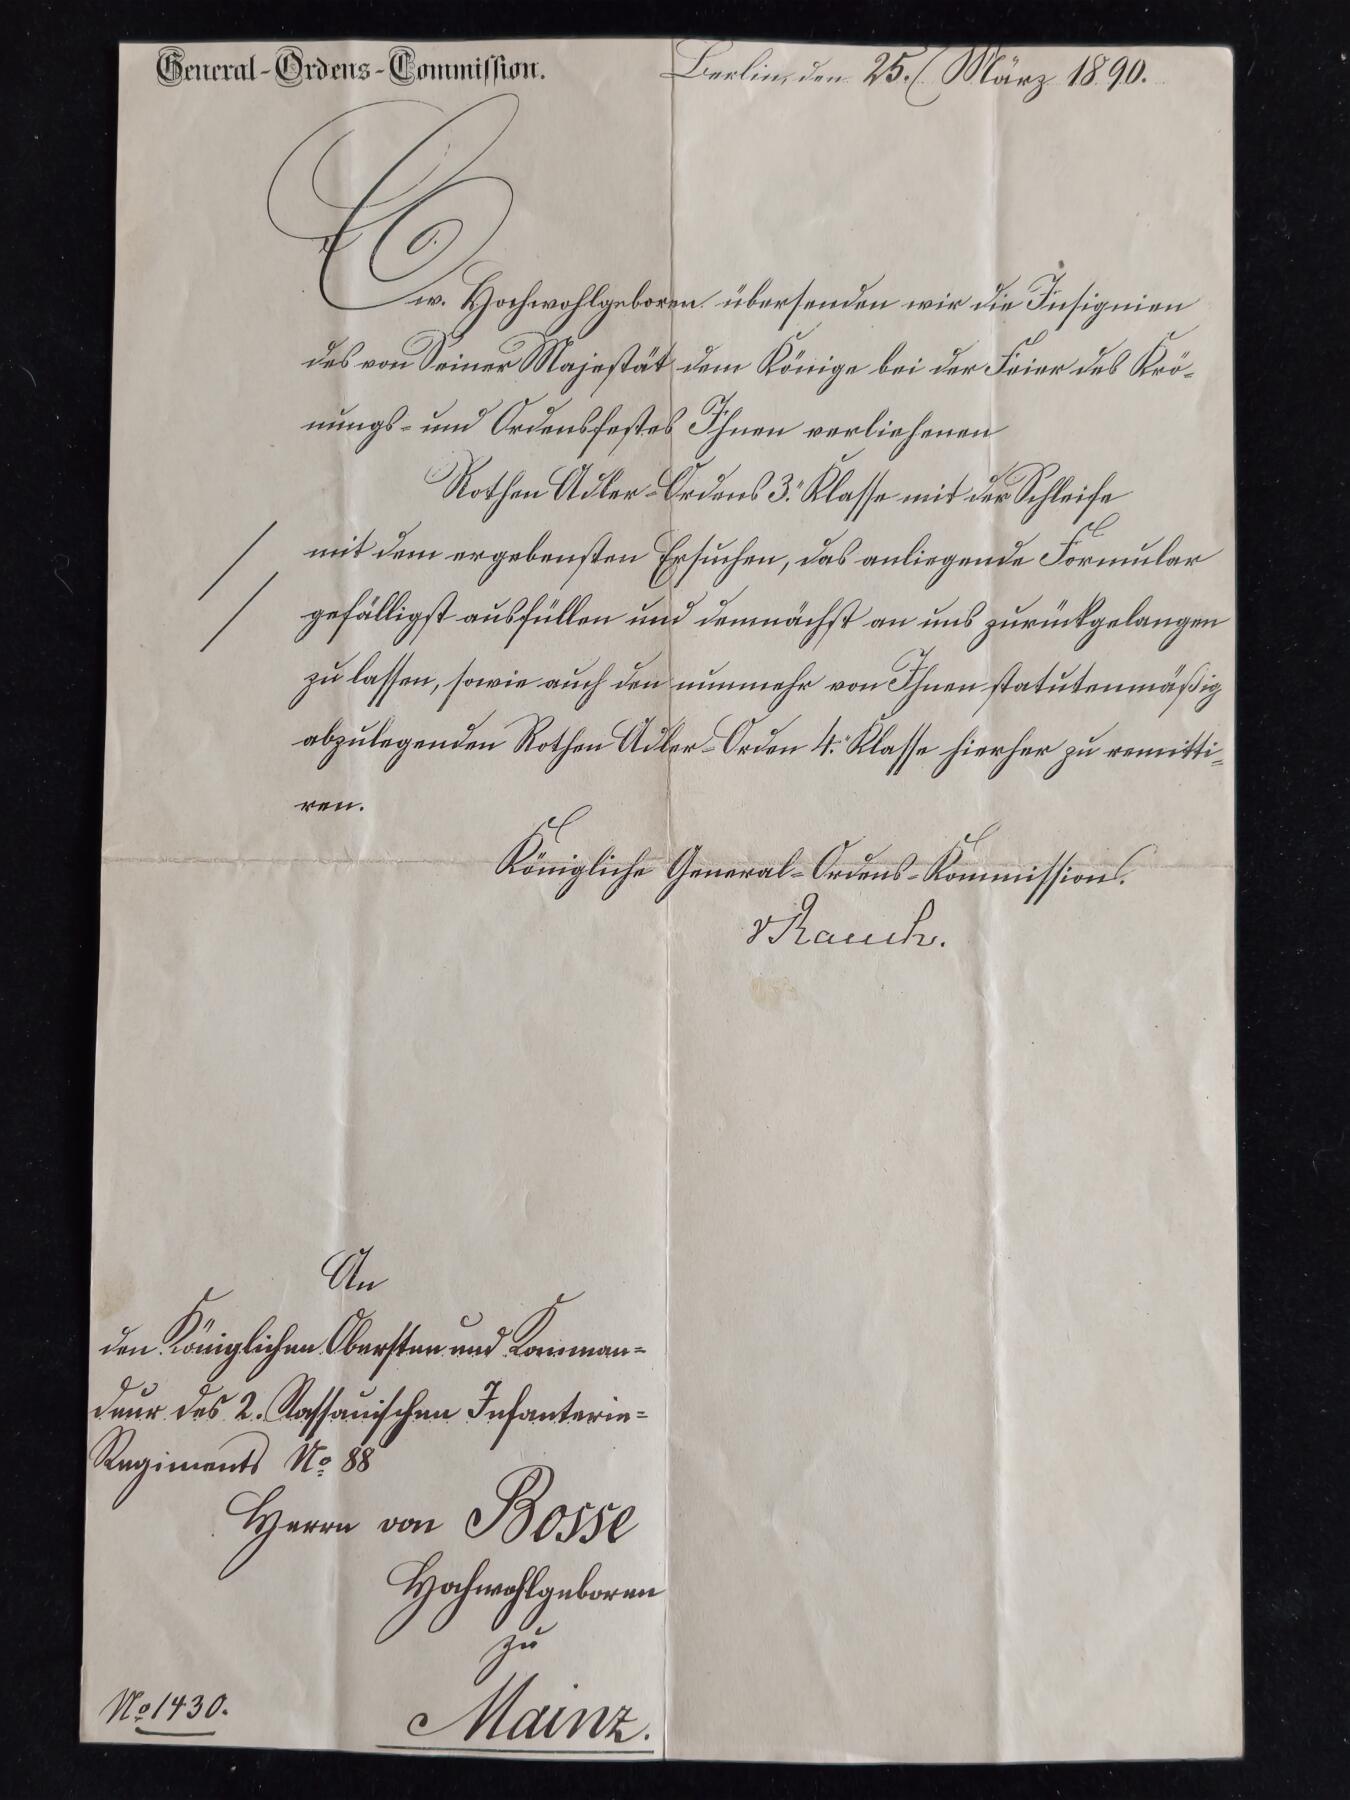 General-Ordens-Commission.
Berlin, den 25. März 1890.
Ew. Hochwohlgeboren übersenden wir die Insignien
des von Seiner Majestät dem Könige bei der Feier des Krö-
nungs- und Ordensfestes Ihnen verliehenen
Rothen Adler-Ordens 3. Klasse mit der Schleife
mit dem ergebensten Ersuchen, das anliegende Formular
gefälligst ausfüllen und demnächst an uns zurückgelangen
zu lassen, sowie auch den nunmehr von Ihnen statutenmäßig
abzulegenden Rothen Adler-Orden 4. Klasse hierher zu remitti-
ren.
Königliche General-Ordens-Kommission.
vRauch.
An
den Königlichen Obersten und Komman-
deur des 2. Nassauischen Infanterie-
Regiments No 88
Herrn von Bosse
Hochwohlgeboren
zu
Mainz.
No 1430.